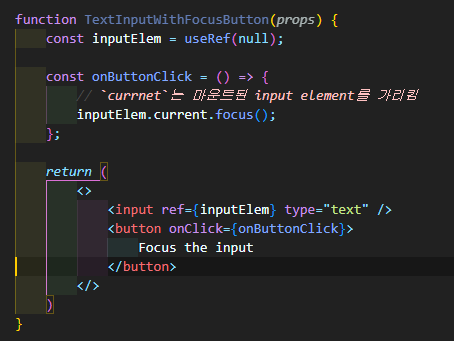 function TextInputWithFocusButton(props) {
const inputElem = useRef(null);
const onButtonClick = () => {
// `currnet`는 마운트된 input element를 가리킴
inputElem.current.focus();
};
return (
<>
<input ref={inputElem} type="text" />
<button onClick={onButtonClick}>
Focus the input
</button>
</>
)
}